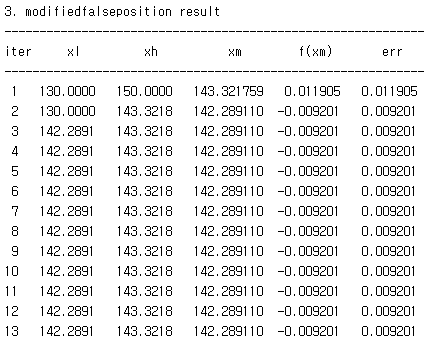 3. modifiedfalseposition result
-----------------------------------------------------------
iter xl xh xm f(xm) err
-----------------------------------------------------------
1 130.0000 150.0000 143.321759 0.011905 0.011905
2 130.0000 143.3218 142.289110 -0.009201 0.009201
3 142.2891 143.3218 142.289110 -0.009201 0.009201
4 142.2891 143.3218 142.289110 -0.009201 0.009201
5 142.2891 143.3218 142.289110 -0.009201 0.009201
6 142.2891 143.3218 142.289110 -0.009201 0.009201
7 142.2891 143.3218 142.289110 -0.009201 0.009201
8 142.2891 143.3218 142.289110 -0.009201 0.009201
9 142.2891 143.3218 142.289110 -0.009201 0.009201
10 142.2891 143.3218 142.289110 -0.009201 0.009201
11 142.2891 143.3218 142.289110 -0.009201 0.009201
12 142.2891 143.3218 142.289110 -0.009201 0.009201
13 142.2891 143.3218 142.289110 -0.009201 0.009201